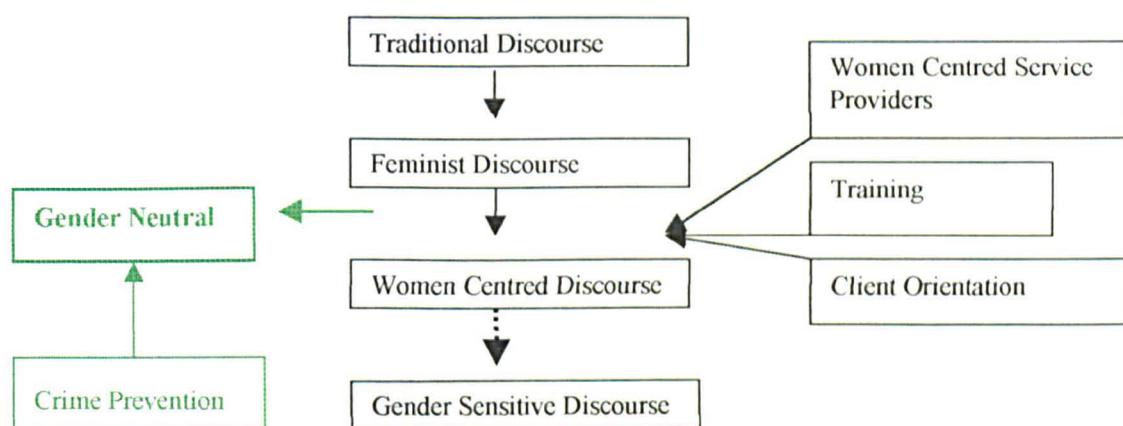 Traditional Discourse
Women Centred Service
Providers
Feminist Discourse
Training
Gender Neutral
Women Centred Discourse
Client Orientation
Crime Prevention
Gender Sensitive Discourse